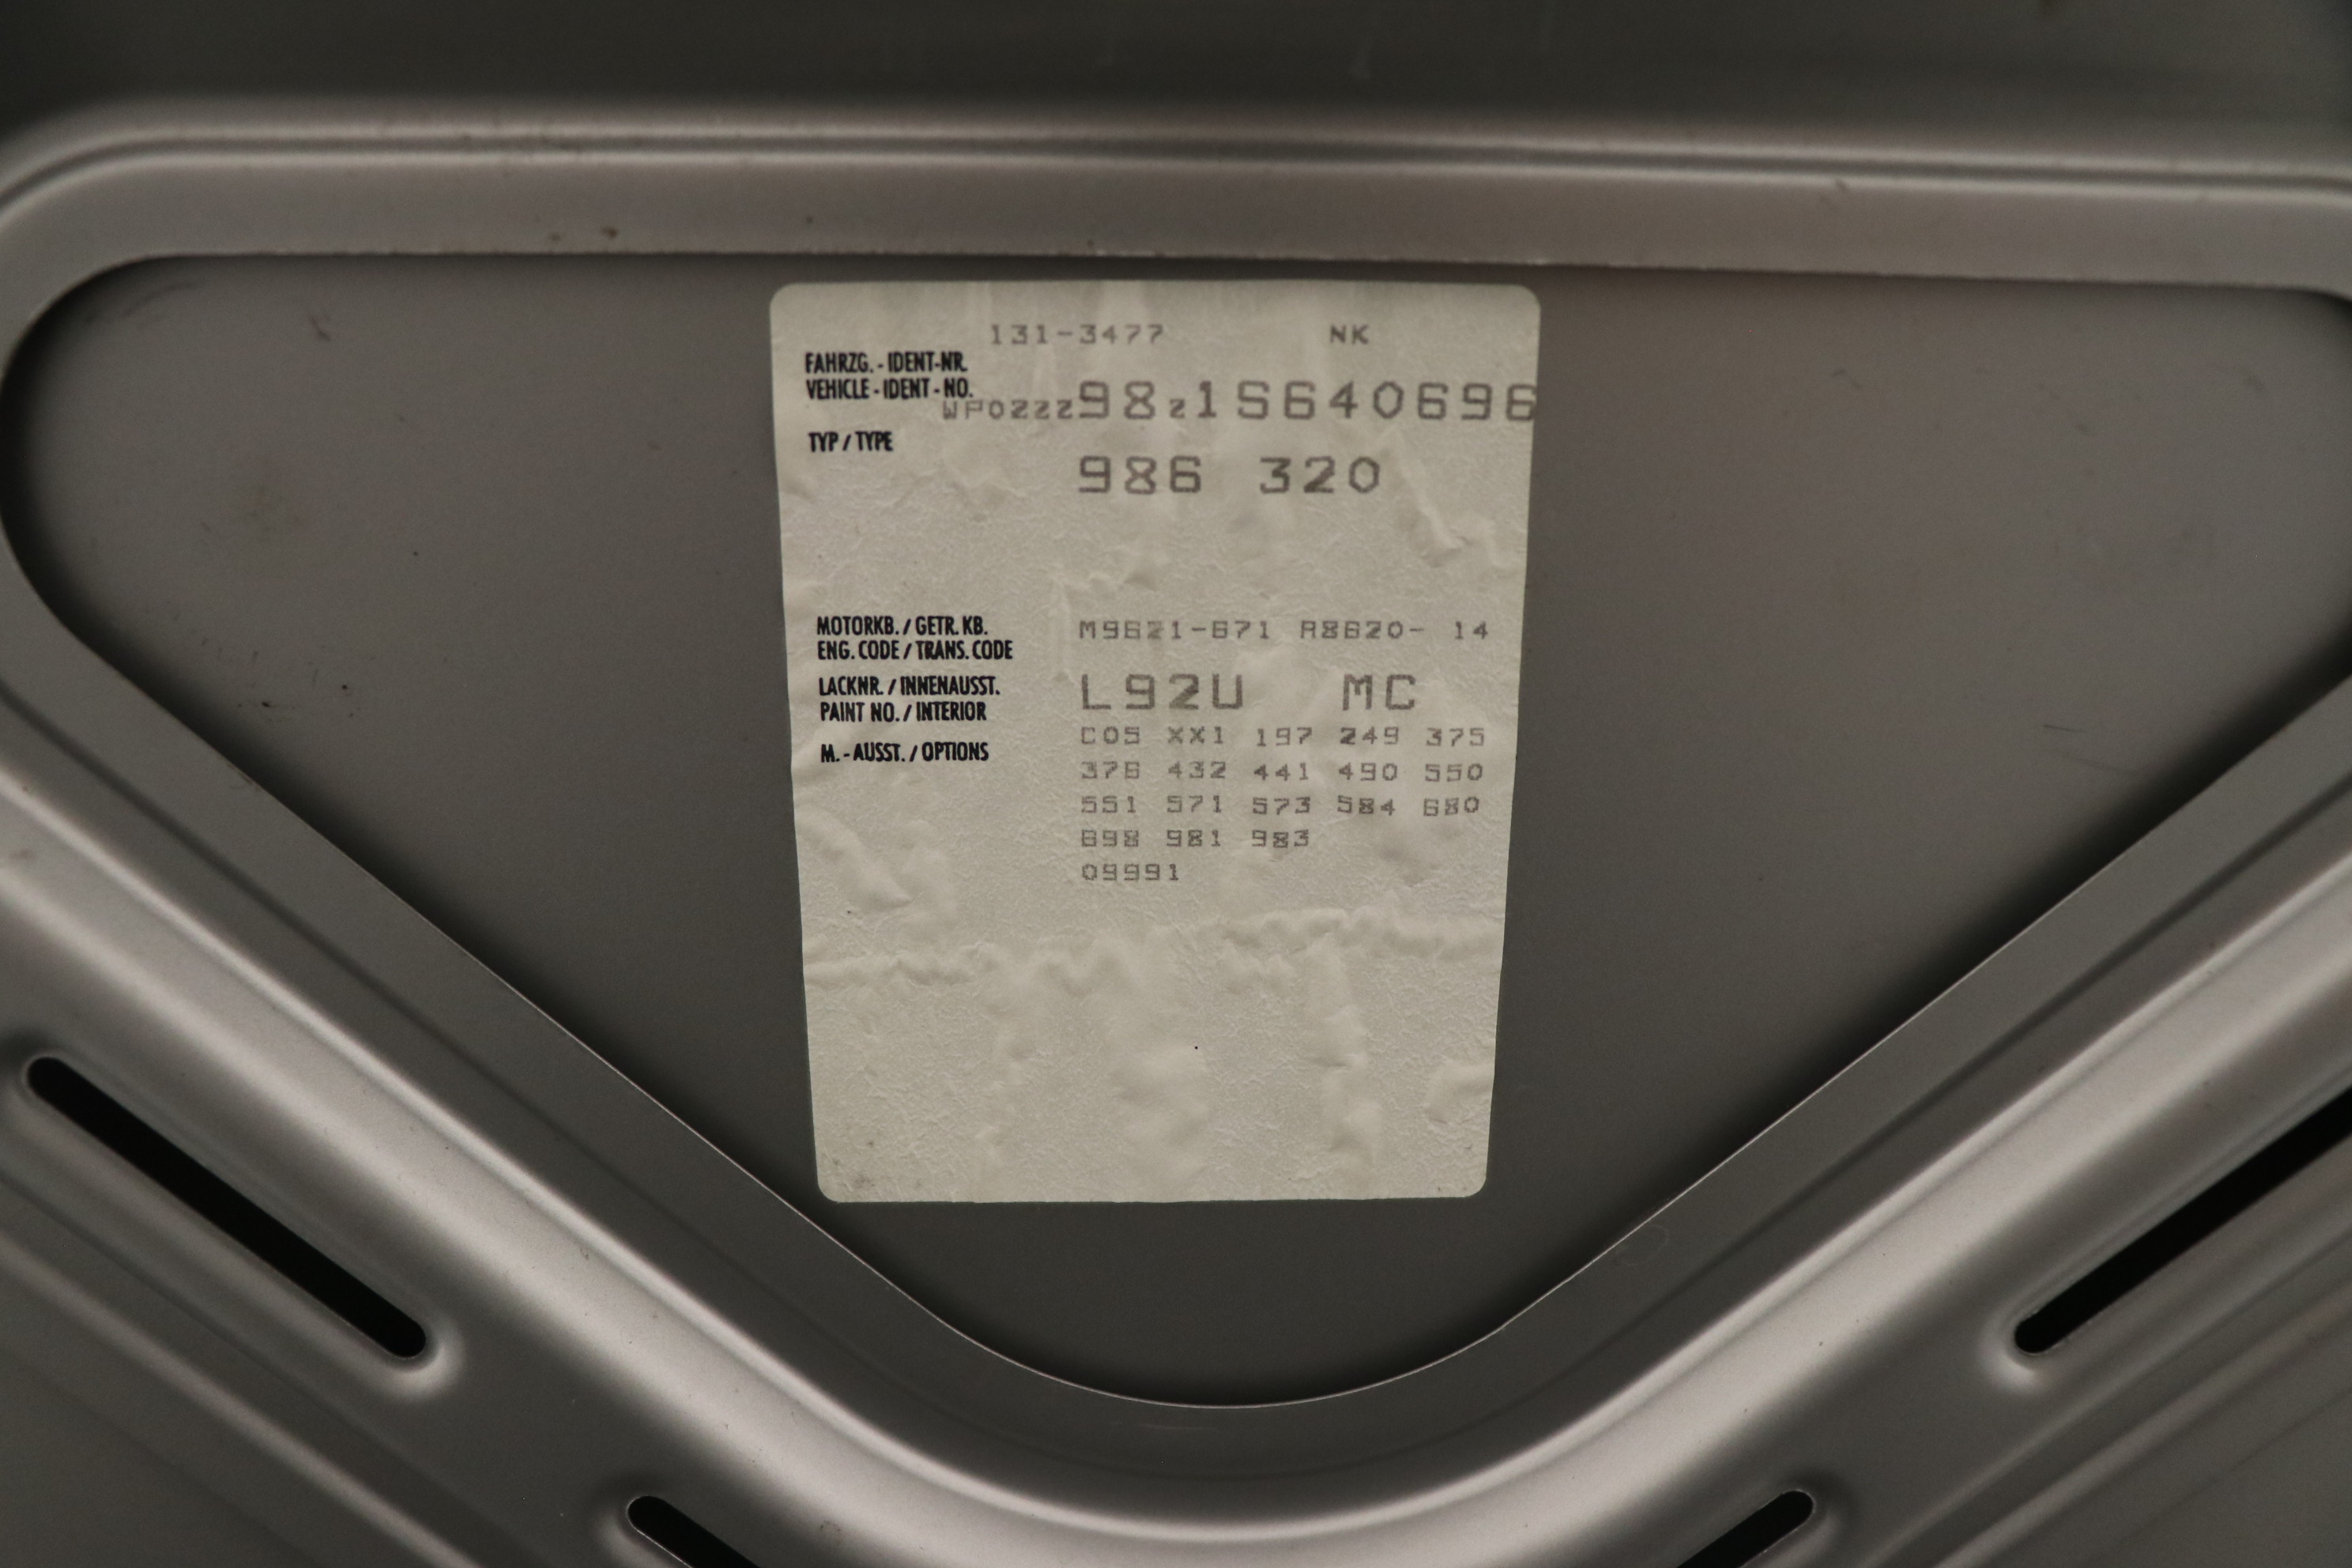 131-3477 NK
FAHRZG. - IDENT-NR.
VEHICLE - IDENT - NO.
WP0ZZZ98Z1S640696
TYP / TYPE
986 320
MOTORKB. / GETR. KB.
M9621-671 A8620- 14
ENG. CODE / TRANS. CODE
LACKNR. / INNENAUSST.
L92U MC
PAINT NO. / INTERIOR
C05 XX1 197 249 375
M. - AUSST. / OPTIONS
376 432 441 490 550
551 571 573 584 680
B98 981 983
09991